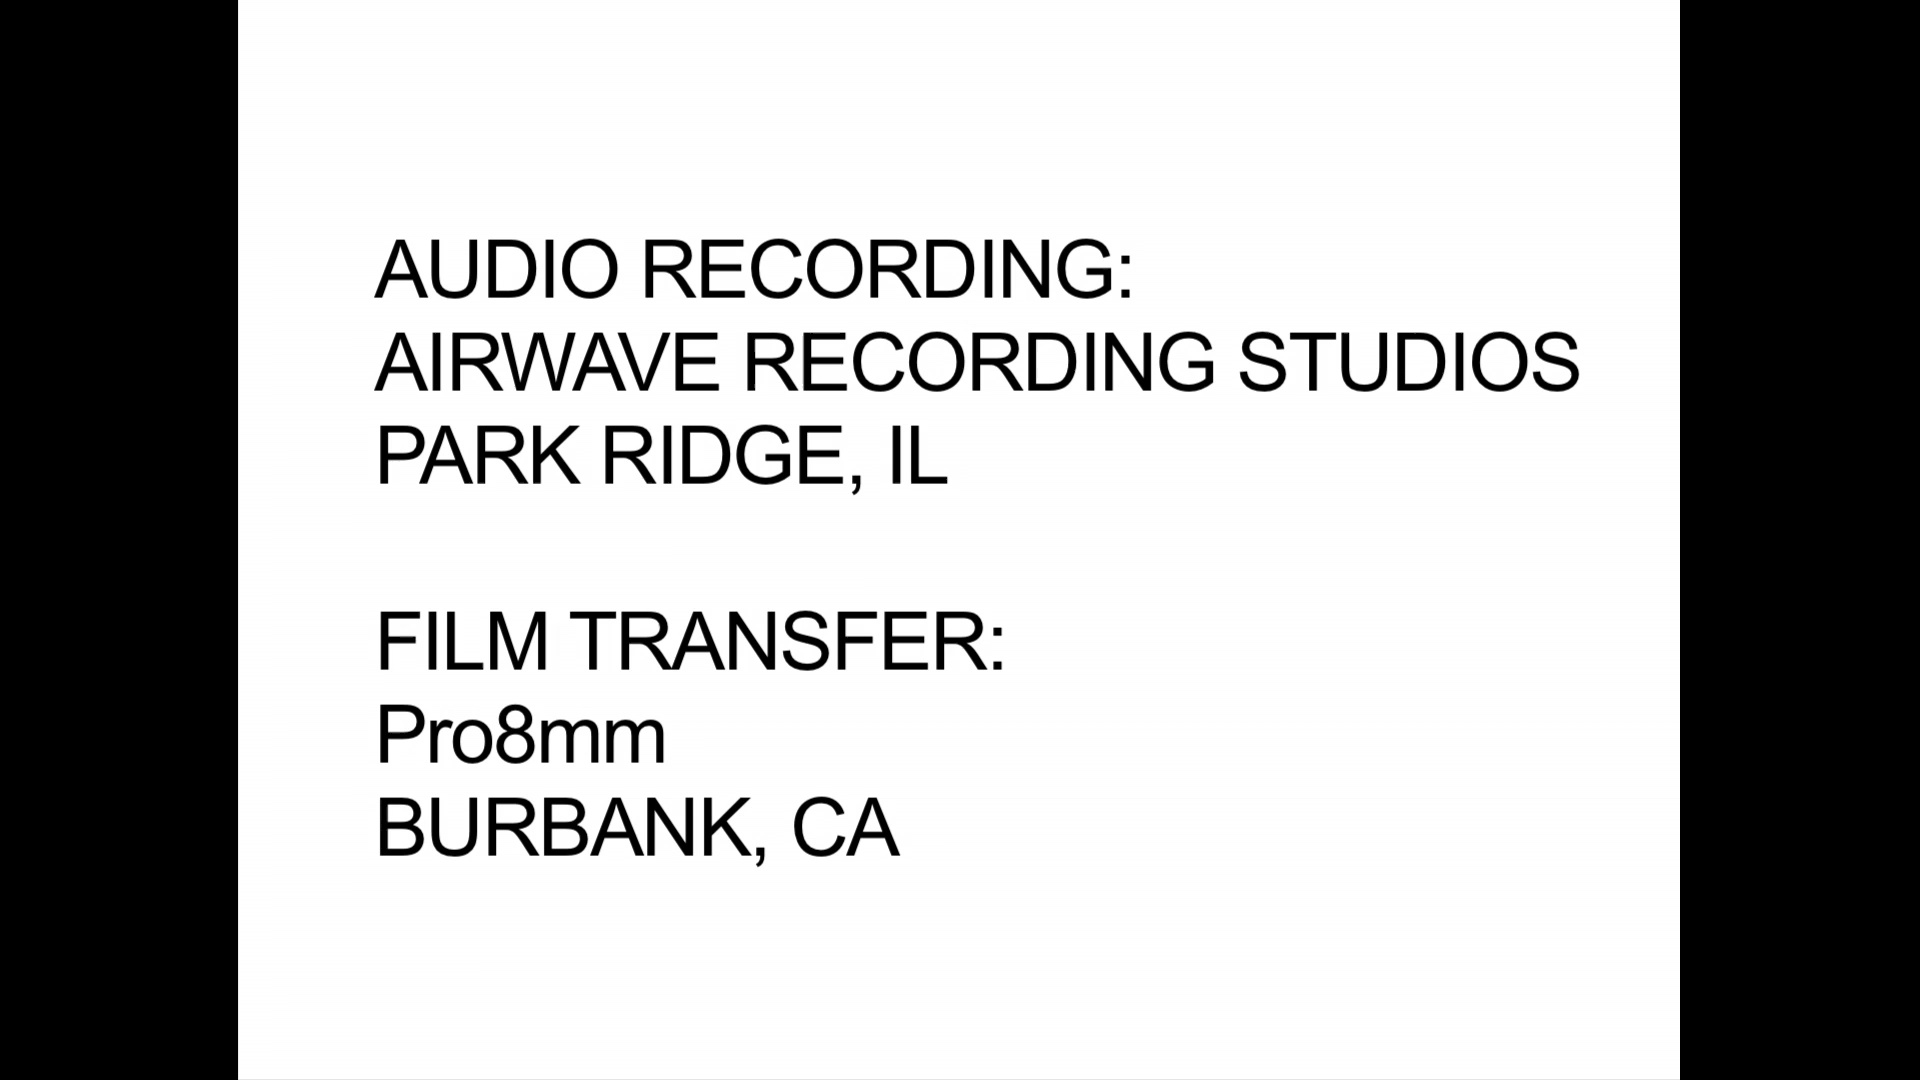 AUDIO RECORDING:
AIRWAVE RECORDING STUDIOS
PARK RIDGE, IL
FILM TRANSFER:
Pro8mm
BURBANK, CA